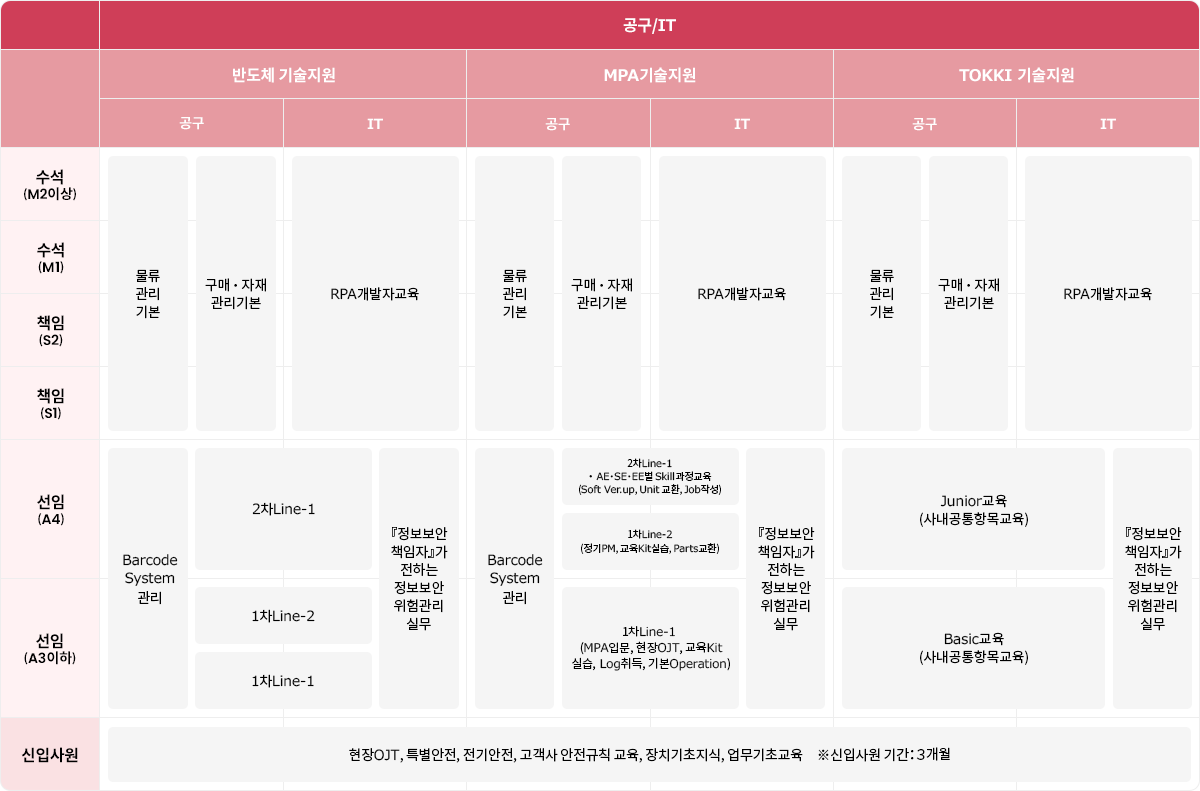 공구/IT
반도체 기술지원
MPA기술지원
TOKKI 기술지원
공구
IT
공구
IT
공구
IT
수석
(M2이상)
수석
(M1)
책임
(S2)
책임
(S1)
물류
관리
기본
구매・자재
관리기본
RPA개발자교육
물류
관리
기본
구매・자재
관리기본
RPA개발자교육
물류
관리
기본
구매・자재
관리기본
RPA개발자교육
선임
(A4)
선임
(A3이하)
Barcode
System
관리
2차Line-1
1차Line-2
1차Line-1
『정보보안
책임자』가
전하는
정보보안
위험관리
실무
Barcode
System
관리
2차Line-1
・ AE・SE・EE별 Skill과정교육
(Soft Ver.up, Unit 교환, Job작성)
1차Line-2
(정기PM, 교육Kit실습, Parts교환)
1차Line-1
(MPA입문, 현장OJT, 교육Kit
실습, Log취득, 기본Operation)
『정보보안
책임자』가
전하는
정보보안
위험관리
실무
Junior교육
(사내공통항목교육)
Basic교육
(사내공통항목교육)
『정보보안
책임자』가
전하는
정보보안
위험관리
실무
신입사원
현장OJT, 특별안전, 전기안전, 고객사 안전규칙 교육, 장치기초지식, 업무기초교육 ※신입사원 기간: 3개월